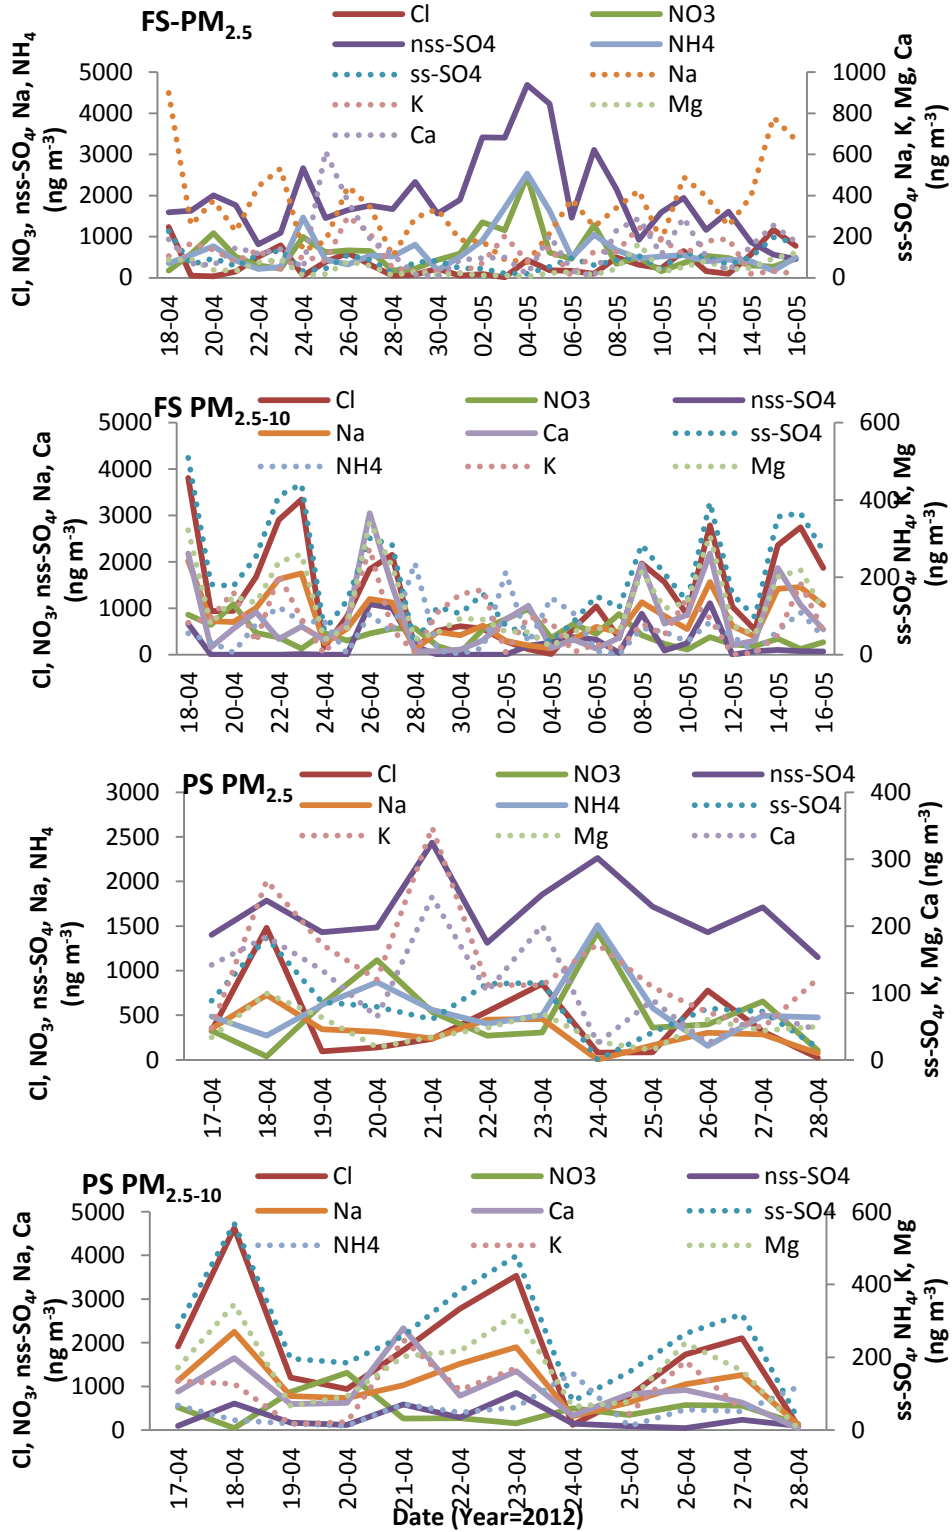 FS-PM2.5
Cl NO3
nss-SO4 NH4
ss-SO4 Na
K Mg
Ca
Cl, NO3, nss-SO4, Na, NH4
(ng m-3)
5000
4000
3000
2000
1000
0
1000
800
600
400
200
0
ss-SO4, Na, K, Mg, Ca
(ng m-3)
18-04 20-04 22-04 24-04 26-04 28-04 30-04 02-05 04-05 06-05 08-05 10-05 12-05 14-05 16-05
FS PM2.5-10
Cl NO3 nss-SO4
Na Ca ss-SO4
NH4 K Mg
Cl, NO3, nss-SO4, Na, Ca
(ng m-3)
5000
4000
3000
2000
1000
0
600
400
200
0
ss-SO4, NH4, K, Mg
(ng m-3)
18-04 20-04 22-04 24-04 26-04 28-04 30-04 02-05 04-05 06-05 08-05 10-05 12-05 14-05 16-05
PS PM2.5
Cl NO3 nss-SO4
Na NH4 ss-SO4
K Mg Ca
Cl, NO3, nss-SO4, Na, NH4
(ng m-3)
3000
2500
2000
1500
1000
500
0
400
300
200
100
0
ss-SO4, K, Mg, Ca (ng m-3)
17-04 18-04 19-04 20-04 21-04 22-04 23-04 24-04 25-04 26-04 27-04 28-04
PS PM2.5-10
Cl NO3 nss-SO4
Na Ca ss-SO4
NH4 K Mg
Cl, NO3, nss-SO4, Na, Ca
(ng m-3)
5000
4000
3000
2000
1000
0
600
400
200
0
ss-SO4, NH4, K, Mg
(ng m-3)
17-04 18-04 19-04 20-04 21-04 22-04 23-04 24-04 25-04 26-04 27-04 28-04
Date (Year=2012)